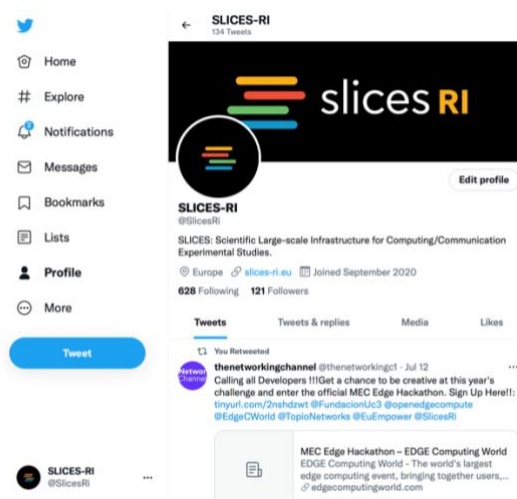 SLICES-RI
134 Tweets
Home
Explore
Notifications
Messages
Bookmarks
Lists
Profile
More
Tweet
SLICES-RI
@SlicesRi
slices RI
Edit profile
SLICES-RI
@SlicesRi
SLICES: Scientific Large-scale Infrastructure for Computing/Communication
Experimental Studies.
Europe slices-ri.eu Joined September 2020
628 Following 121 Followers
Tweets Tweets & replies Media Likes
You Retweeted
Networ
Channel
thenetworkingchannel @thenetworkingc1 · Jul 12
Calling all Developers !!!Get a chance to be creative at this year's
challenge and enter the official MEC Edge Hackathon. Sign Up Here!!:
tinyurl.com/2nshdzwt @FundacionUc3 @openedgecompute
@EdgeCWorld @ToploNetworks @EuEmpower @SlicesRi
MEC Edge Hackathon – EDGE Computing World
EDGE Computing World - The world's largest
edge computing event, bringing together users,...
edgecomputingworld.com